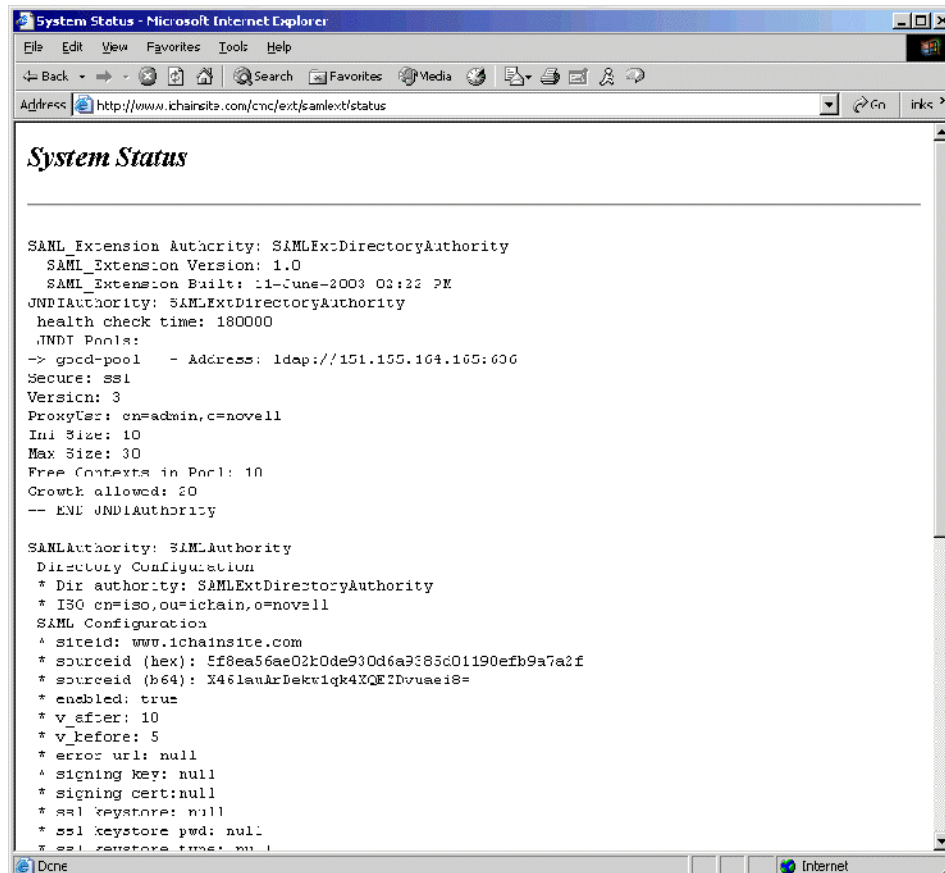 System Status - Microsoft Internet Explorer
File Edit View Favorites Tools Help
Back Search Favorites Media
Address http://www.ichainsite.com/cmc/ext/samlext/status Go inks
System Status
SAML_Extension Authority: SAMLExtDirectoryAuthority
SAML_Extension Version: 1.0
SAML_Extension Built: 11-June-2003 02:22 PM
JNDIAuthority: SAMLExtDirectoryAuthority
health check time: 180000
JNDI Pools:
-> good-pool - Address: ldap://151.155.164.165:636
Secure: ssl
Version: 3
ProxyUsr: cn=admin,o=novell
Ini Size: 10
Max Size: 30
Free Contexts in Pool: 10
Growth allowed: 20
-- END JNDIAuthority
SAMLAuthority: SAMLAuthority
Directory Configuration
* Dir authority: SAMLExtDirectoryAuthority
* ISO cn=iso,ou=ichain,o=novell
SAML Configuration
* siteid: www.ichainsite.com
* sourceid (hex): 5f8ea56ae02b0de930d6a9385d01190efb9a7a2f
* sourceid (b64):
* enabled: true
* v_after: 10
* v_before: 5
* error url: null
* signing key: null
* signing cert:null
* ssl keystore: null
* ssl keystore pwd: null
* ssl keystore type: null
Done Internet